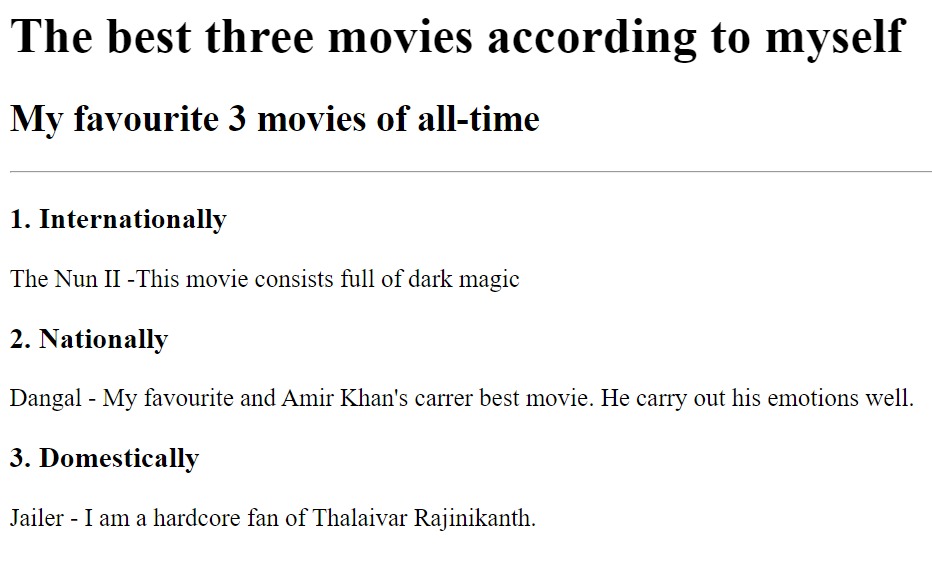 The best three movies according to myself
My favourite 3 movies of all-time
1. Internationally
The Nun II -This movie consists full of dark magic
2. Nationally
Dangal - My favourite and Amir Khan's carrer best movie. He carry out his emotions well.
3. Domestically
Jailer - I am a hardcore fan of Thalaivar Rajinikanth.